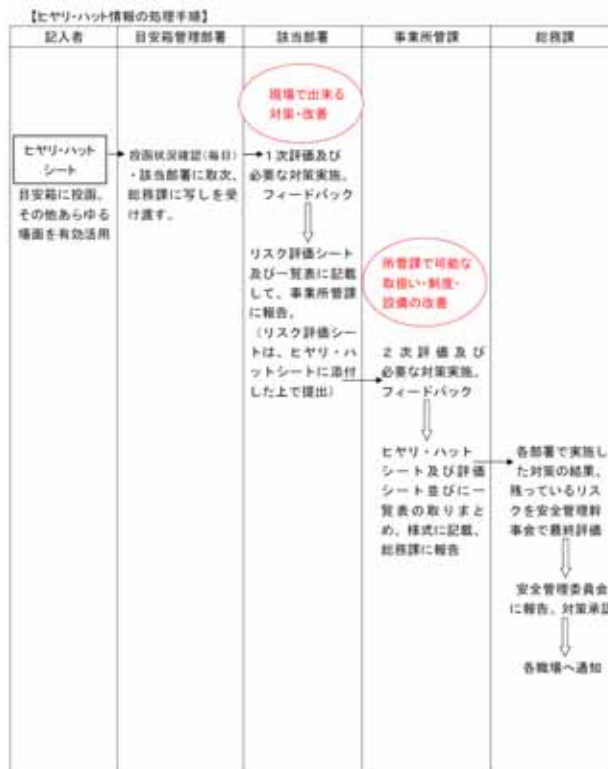 【ヒヤリ・ハット情報の処理手順】
記入者
目安箱管理部署
該当部署
事業所管課
総務課
現場で出来る
対策・改善
ヒヤリ・ハット
シート
目安箱に投函、
その他あらゆる
場面を有効活用
投函状況確認(毎日)
・該当部署に取次、
総務課に写しを受
け渡す。
1次評価及び
必要な対策実施、
フィードバック
リスク評価シート
及び一覧表に記載
して、事業所管課
に報告。
(リスク評価シー
トは、ヒヤリ・ハ
ットシートに添付
した上で提出)
所管課で可能な
取扱い・制度・
設備の改善
2次評価及び
必要な対策実施、
フィードバック
ヒヤリ・ハット
シート及び評価
シート並びに一
覧表の取りまと
め、様式に記載、
総務課に報告
各部署で実施し
た対策の結果、
残っているリス
クを安全管理幹
事会で最終評価
安全管理委員会
に報告、対策承認
各職場へ通知